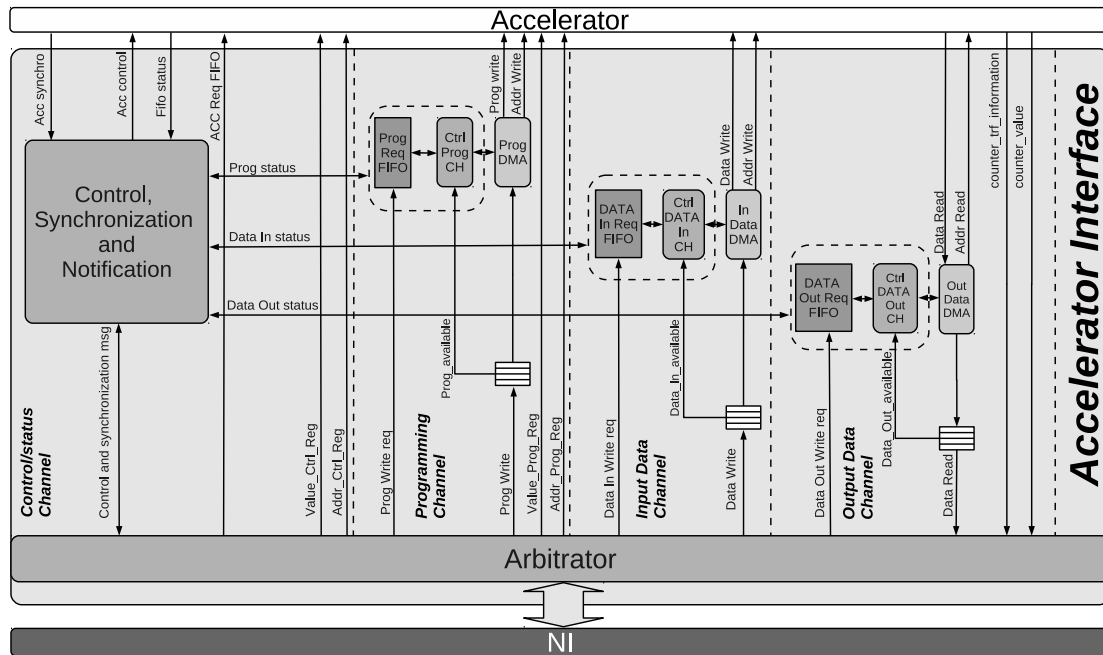 Accelerator
Acc synchro
Acc control
Fifo status
ACC Req FIFO
Prog write
Addr Write
Data Write
Addr Write
Data Read
Addr Read
counter_trf_information
counter_value
Accelerator Interface
Control,
Synchronization
and
Notification
Prog status
Data In status
Data Out status
Prog
Req
FIFO
Ctrl
Prog
CH
Prog
DMA
DATA
In Req
FIFO
Ctrl
DATA
In
CH
In
Data
DMA
DATA
Out Req
FIFO
Ctrl
DATA
Out
CH
Out
Data
DMA
Control/status
Channel
Control and synchronization msg
Value_Ctrl_Reg
Addr_Ctrl_Reg
Prog Write req
Programming
Channel
Prog_available
Prog Write
Value_Prog_Reg
Addr_Prog_Reg
Data In Write req
Input Data
Channel
Data_In_available
Data Write
Data Out Write req
Output Data
Channel
Data_Out_available
Data Read
Arbitrator
NI